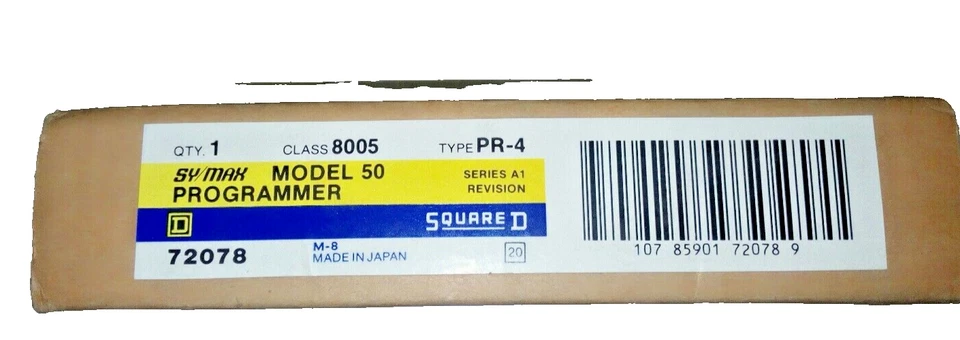 QTY. 1 CLASS 8005 TYPE PR-4
SY/MAX MODEL 50
PROGRAMMER
SERIES A1
REVISION
D
SQUARE D
72078
M-8
MADE IN JAPAN
20
107 85901 72078 9